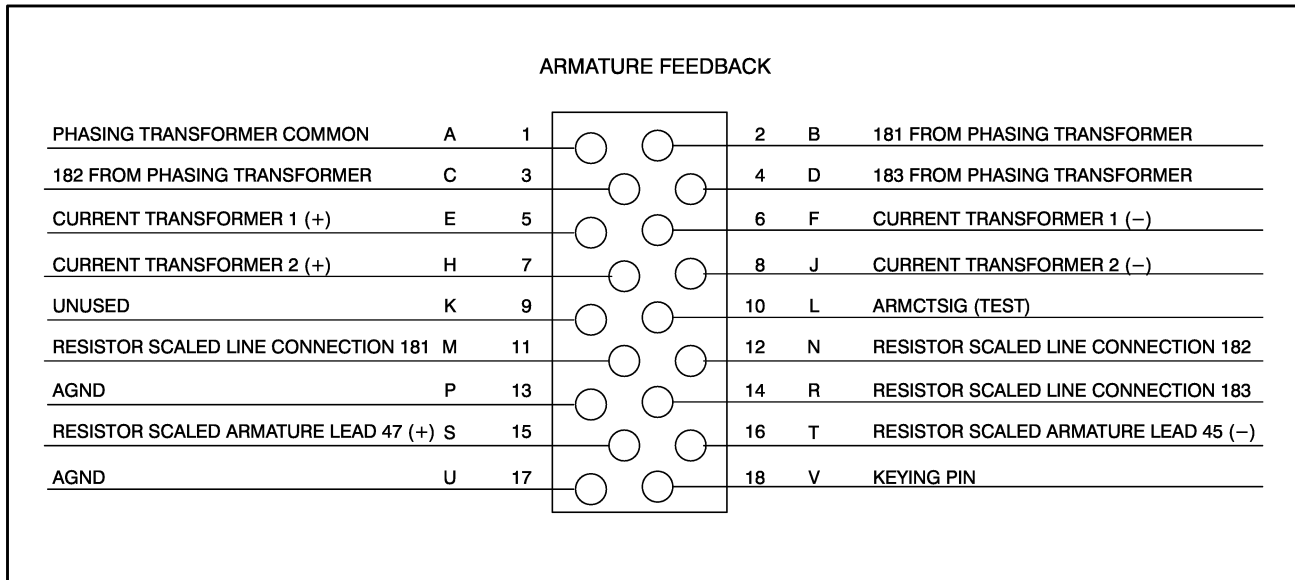 ARMATURE FEEDBACK
PHASING TRANSFORMER COMMON A 1 2 B 181 FROM PHASING TRANSFORMER
182 FROM PHASING TRANSFORMER C 3 4 D 183 FROM PHASING TRANSFORMER
CURRENT TRANSFORMER 1 (+) E 5 6 F CURRENT TRANSFORMER 1 (−)
CURRENT TRANSFORMER 2 (+) H 7 8 J CURRENT TRANSFORMER 2 (−)
UNUSED K 9 10 L ARMCTSIG (TEST)
RESISTOR SCALED LINE CONNECTION 181 M 11 12 N RESISTOR SCALED LINE CONNECTION 182
AGND P 13 14 R RESISTOR SCALED LINE CONNECTION 183
RESISTOR SCALED ARMATURE LEAD 47 (+) S 15 16 T RESISTOR SCALED ARMATURE LEAD 45 (−)
AGND U 17 18 V KEYING PIN